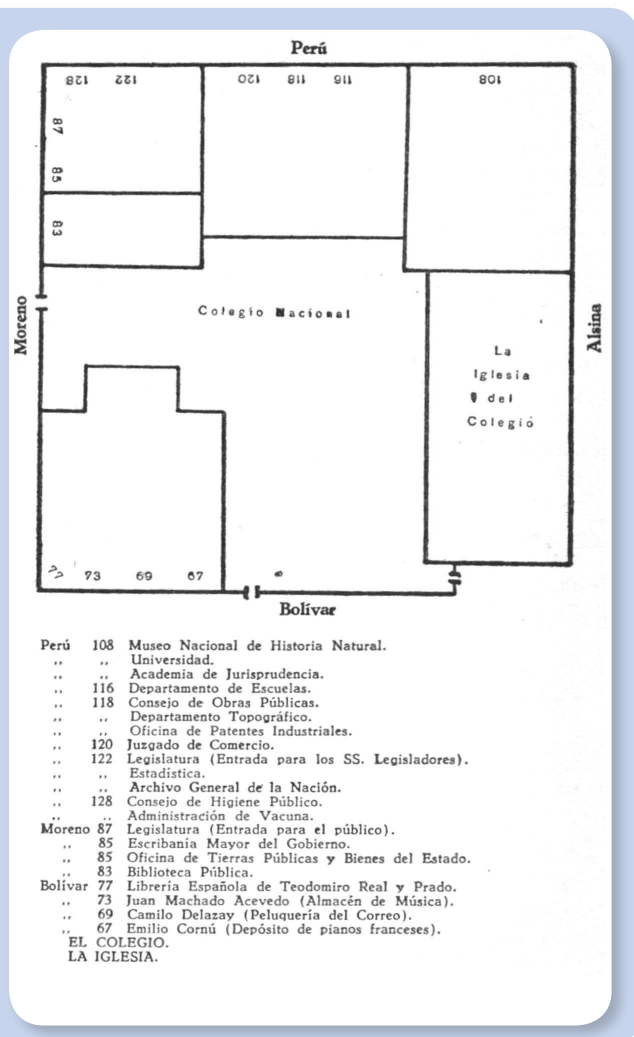 Perú
128 122 120 118 116 108
87
85
83
Moreno
Colegio Nacional
Alsina
La
Iglesia
del
Colegió
77 73 69 67 8
Bolívar
Perú 108 Museo Nacional de Historia Natural.
,, ,, Universidad.
,, ,, Academia de Jurisprudencia.
,, 116 Departamento de Escuelas.
,, 118 Consejo de Obras Públicas.
,, ,, Departamento Topográfico.
,, ,, Oficina de Patentes Industriales.
,, 120 Juzgado de Comercio.
,, 122 Legislatura (Entrada para los SS. Legisladores).
,, ,, Estadística.
,, ,, Archivo General de la Nación.
,, 128 Consejo de Higiene Público.
,, ,, Administración de Vacuna.
Moreno 87 Legislatura (Entrada para el público).
,, 85 Escribanía Mayor del Gobierno.
,, 85 Oficina de Tierras Públicas y Bienes del Estado.
,, 83 Biblioteca Pública.
Bolívar 77 Librería Española de Teodomiro Real y Prado.
,, 73 Juan Machado Acevedo (Almacén de Música).
,, 69 Camilo Delazay (Peluquería del Correo).
,, 67 Emilio Cornú (Depósito de pianos franceses).
EL COLEGIO.
LA IGLESIA.